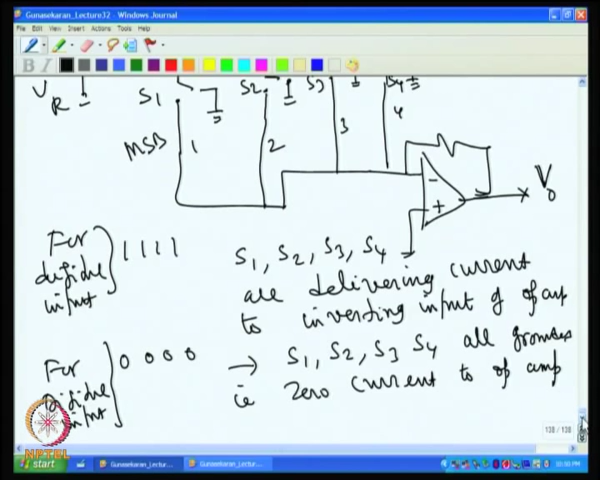 Gunasekaran_Lecture32 - Windows Journal
File Edit View Insert Actions Tools Help
V R S1 S2 S3 S4
MSB 1 2 3 4
- +
V0
For digital input } 1 1 1 1
S1, S2, S3, S4
are delivering current
to inverting input of op amp
For digital input } 0 0 0 0 → S1, S2, S3 S4 all grounded
ie zero current to op amp
138 / 138
NPTEL
start Gunasekaran_Lectur... Gunasekaran_Lectur...